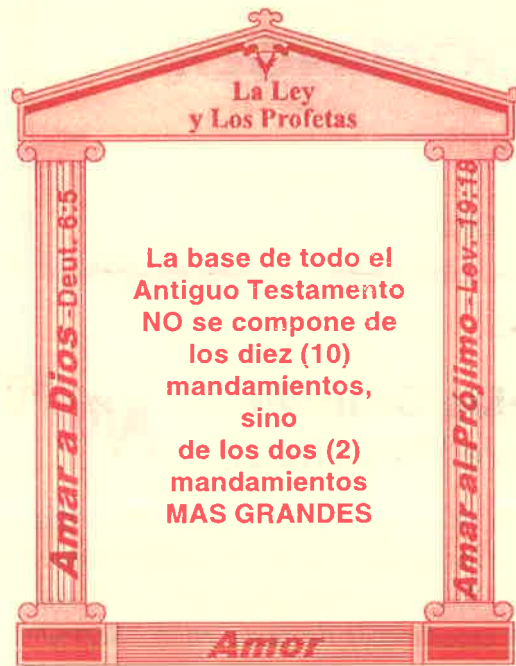 La Ley
y Los Profetas
Amar a Dios -Deut. 6:5
La base de todo el
Antiguo Testamento
NO se compone de
los diez (10)
mandamientos,
sino
de los dos (2)
mandamientos
MAS GRANDES
Amar al Prójimo -Lev. 19:18
Amor